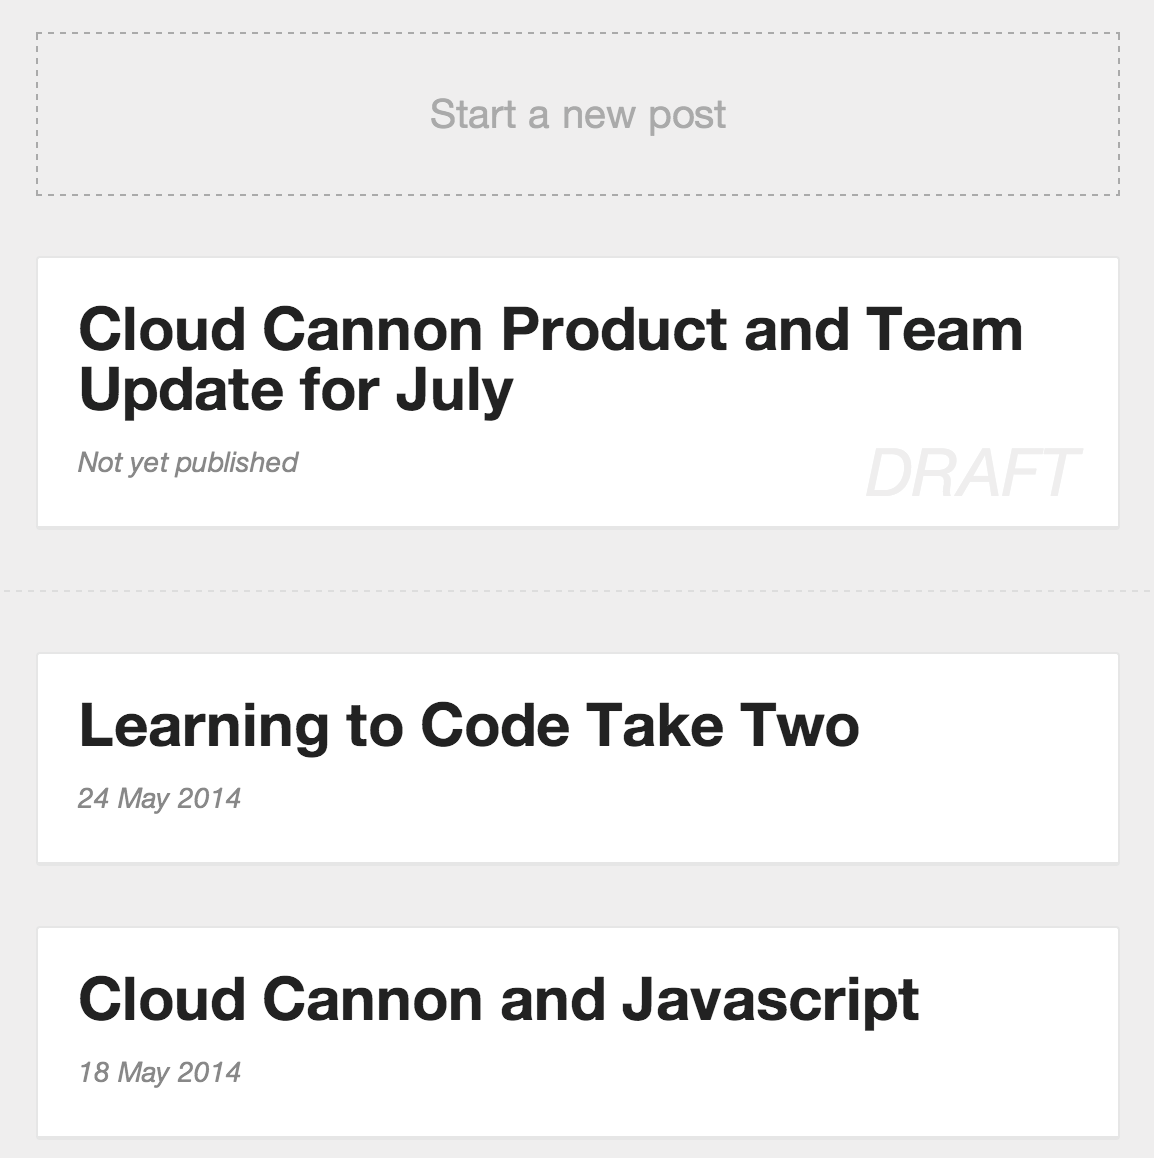 Start a new post
Cloud Cannon Product and Team
Update for July
Not yet published
DRAFT
Learning to Code Take Two
24 May 2014
Cloud Cannon and Javascript
18 May 2014